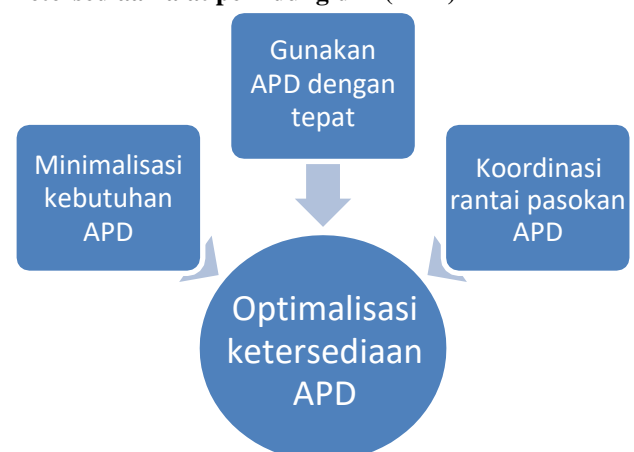 Gunakan
APD dengan
tepat
Minimalisasi
kebutuhan
APD
Koordinasi
rantai pasokan
APD
Optimalisasi
ketersediaan
APD